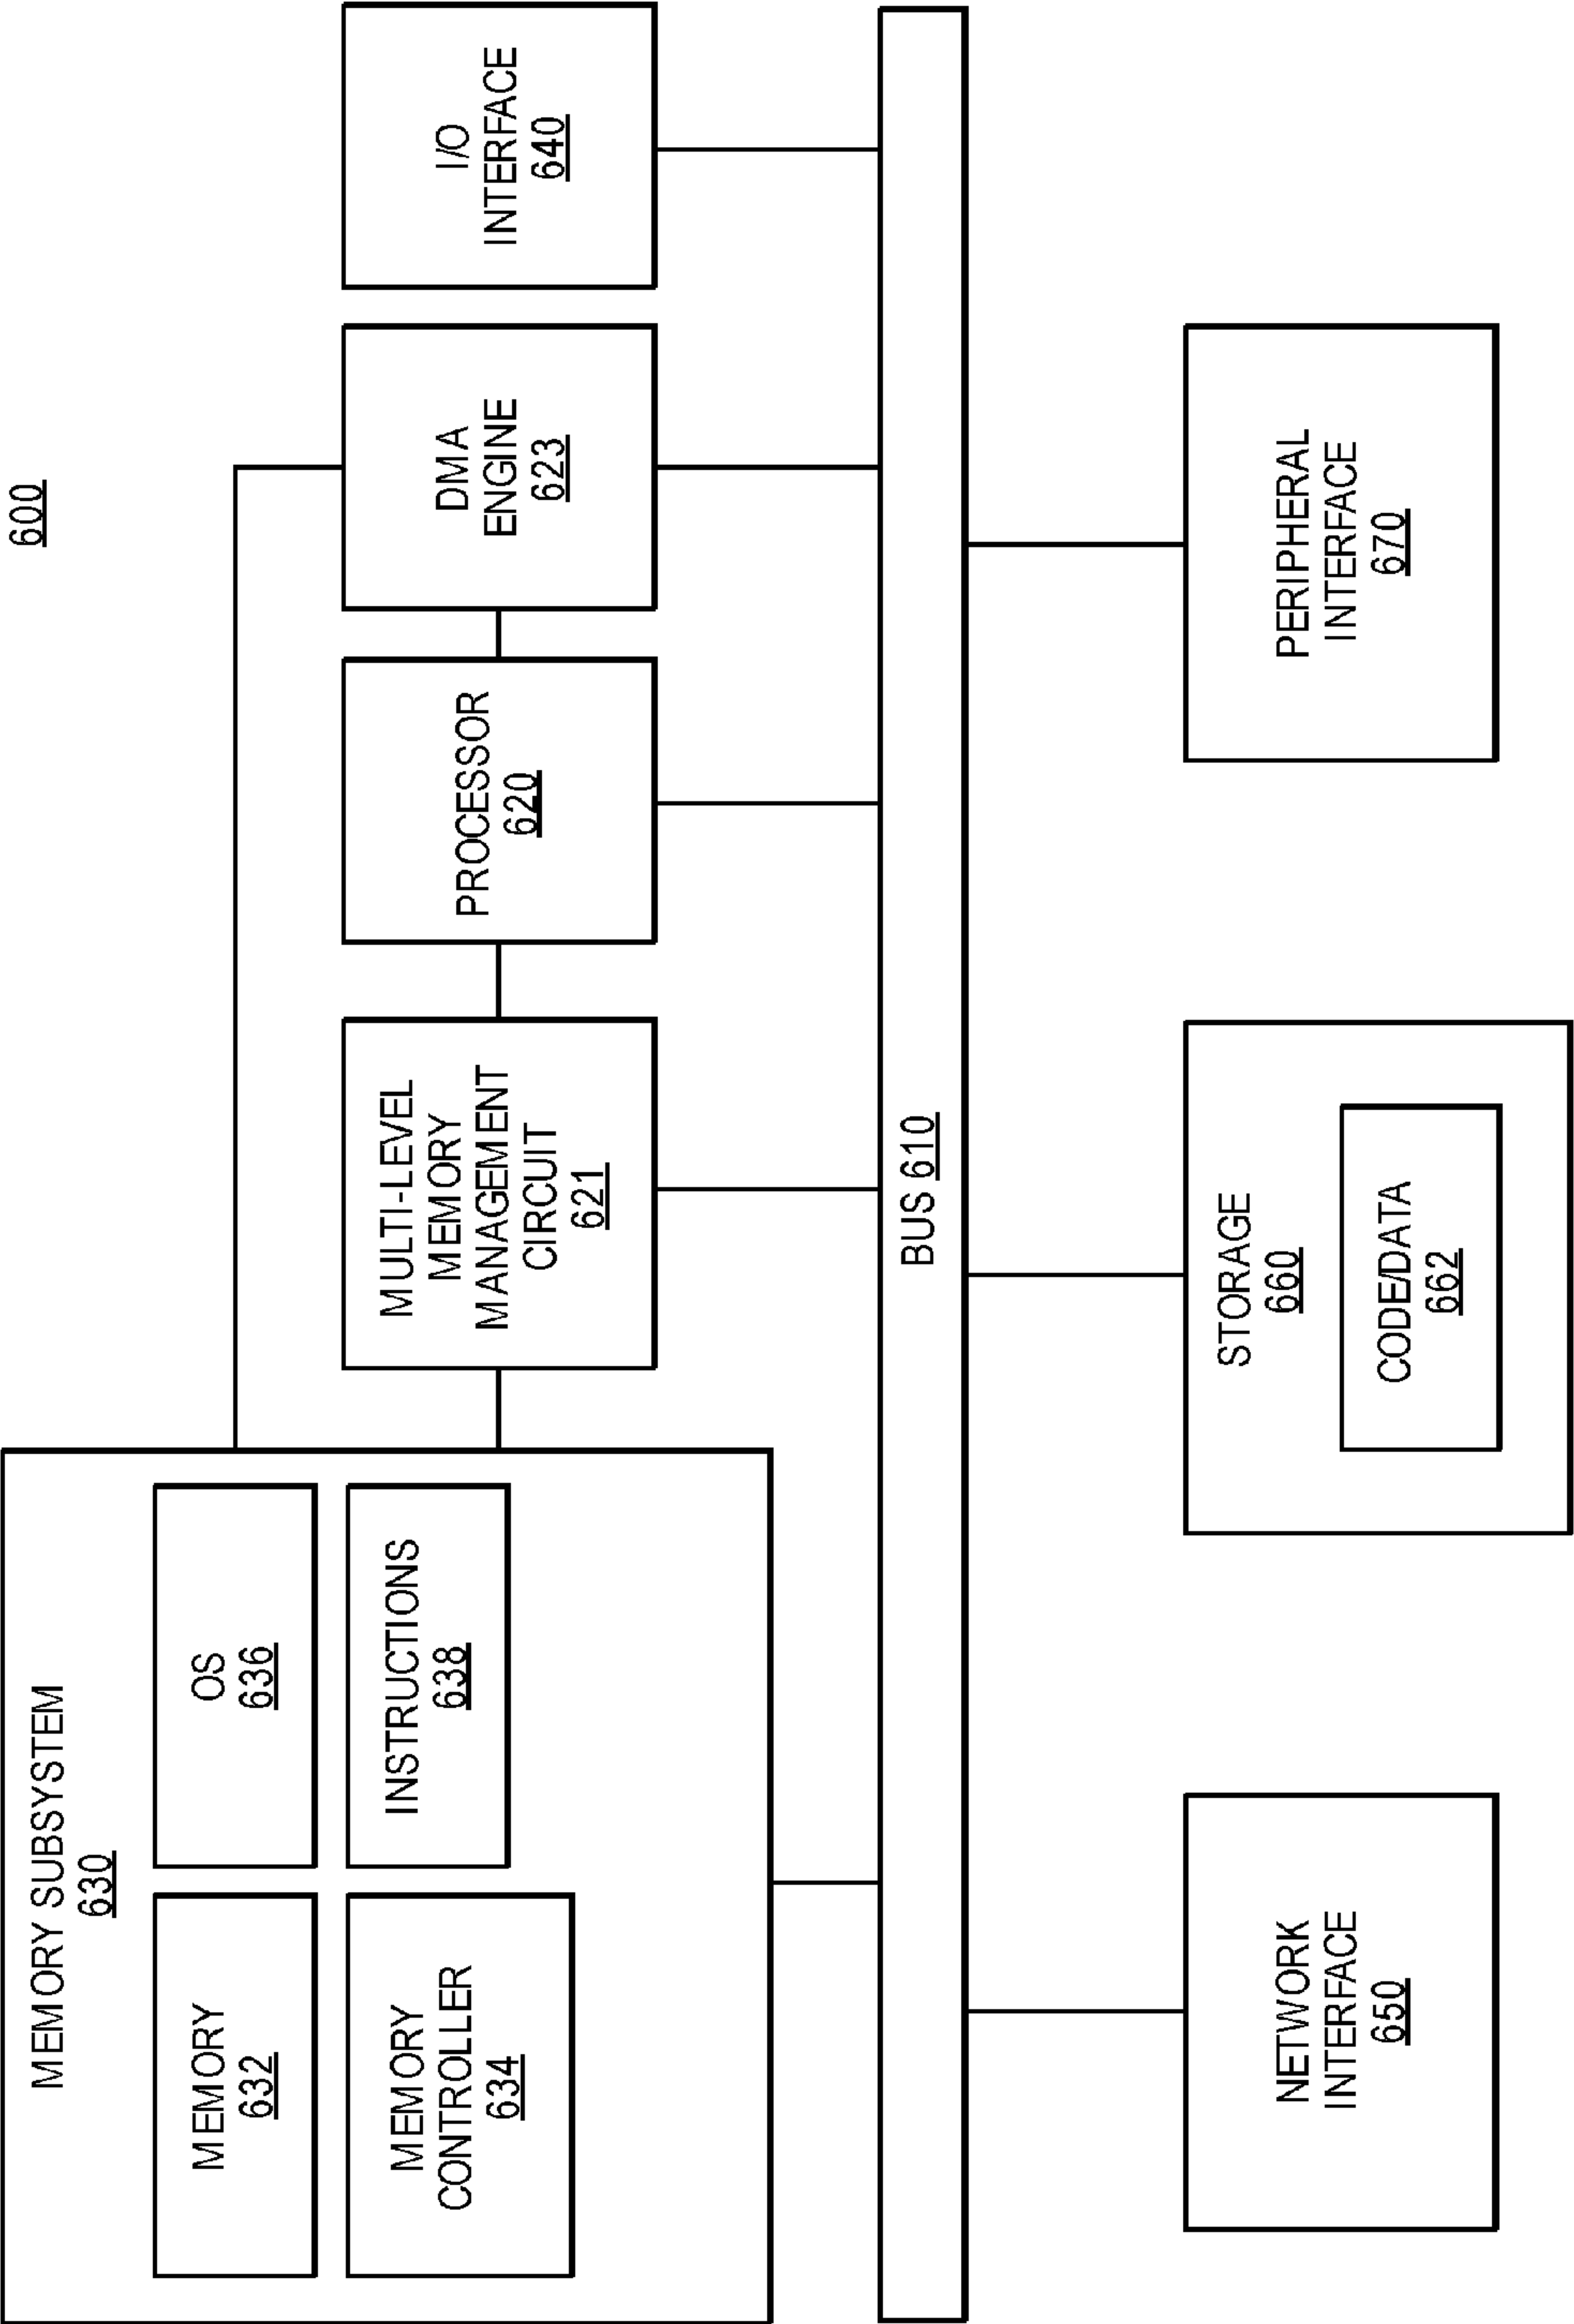 600
MEMORY SUBSYSTEM
630
MEMORY
632
OS
636
MEMORY
CONTROLLER
634
INSTRUCTIONS
638
MULTI-LEVEL
MEMORY
MANAGEMENT
CIRCUIT
621
PROCESSOR
620
DMA
ENGINE
623
I/O
INTERFACE
640
BUS 610
NETWORK
INTERFACE
650
STORAGE
660
CODE/DATA
662
PERIPHERAL
INTERFACE
670